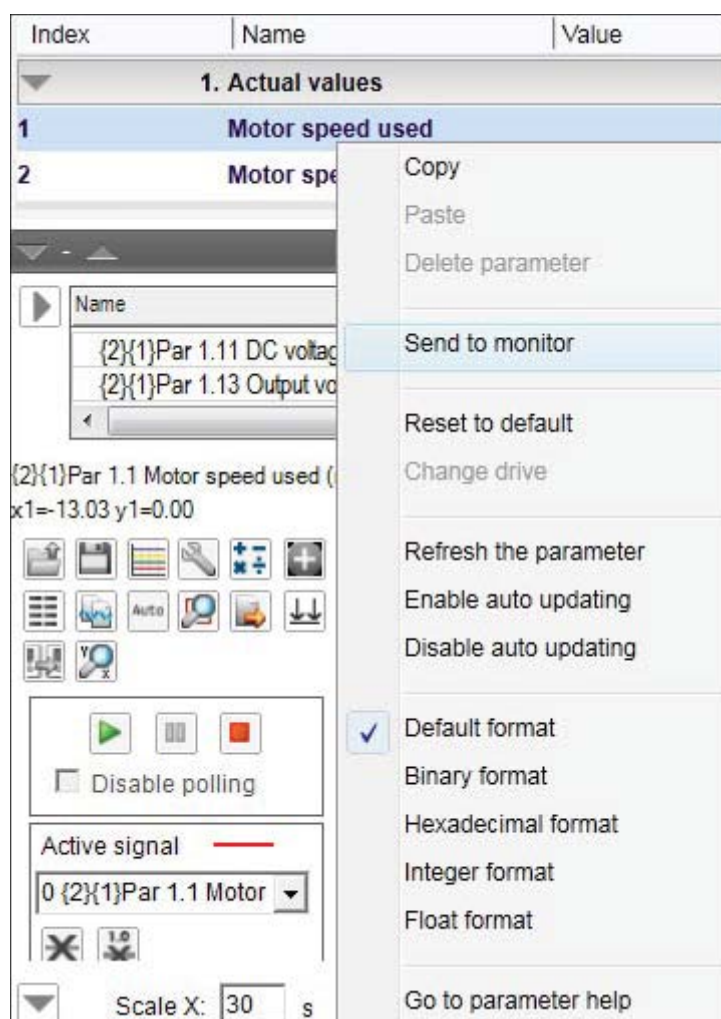 Index Name Value
1. Actual values
1 Motor speed used
2 Motor spe
Copy
Paste
Delete parameter
Send to monitor
Reset to default
Change drive
Refresh the parameter
Enable auto updating
Disable auto updating
Default format
Binary format
Hexadecimal format
Integer format
Float format
Go to parameter help
Name
{2}{1}Par 1.11 DC voltag
{2}{1}Par 1.13 Output vo
{2}{1}Par 1.1 Motor speed used (
x1=-13.03 y1=0.00
Auto
Y
X
Disable polling
Active signal
0 {2}{1}Par 1.1 Motor
1.0
Scale X: 30 s